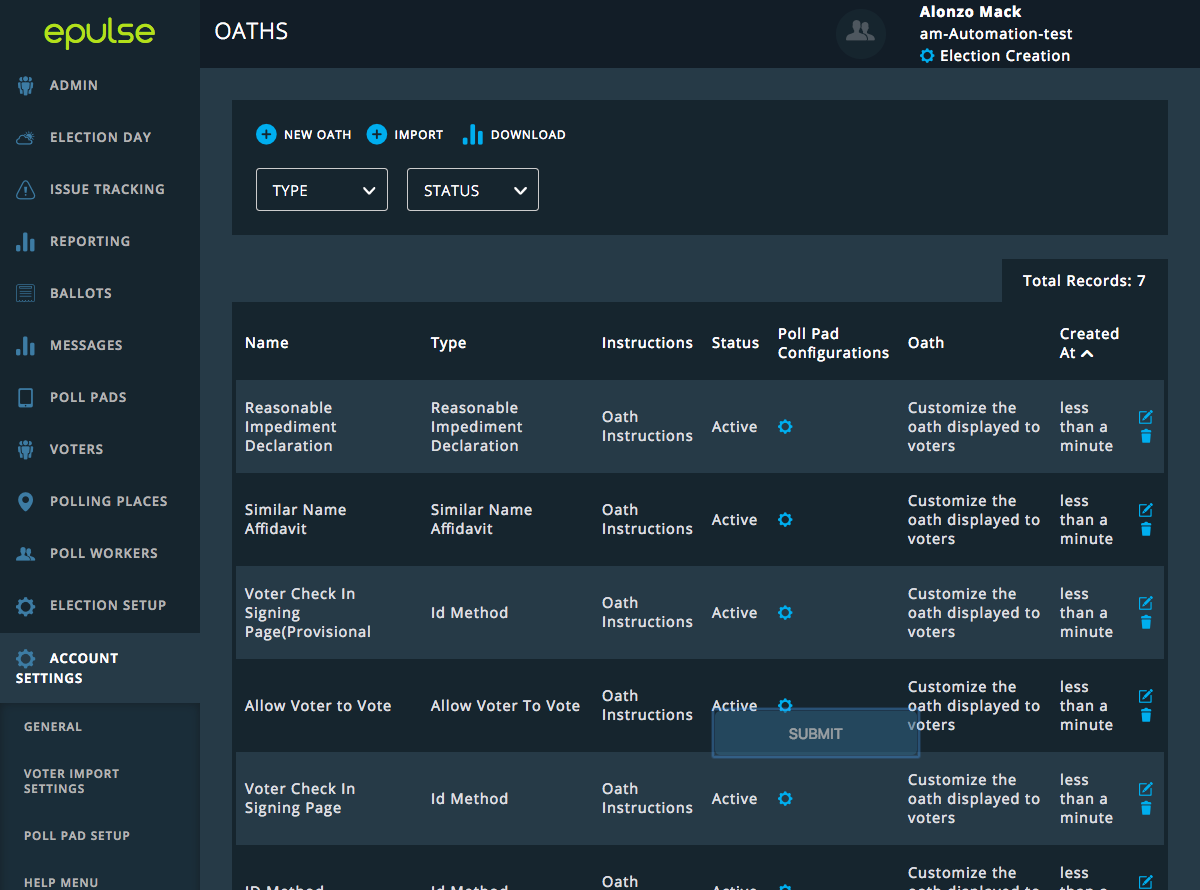 epulse
OATHS
Alonzo Mack
am-Automation-test
Election Creation
ADMIN
ELECTION DAY
ISSUE TRACKING
REPORTING
BALLOTS
MESSAGES
POLL PADS
VOTERS
POLLING PLACES
POLL WORKERS
ELECTION SETUP
ACCOUNT
SETTINGS
GENERAL
VOTER IMPORT
SETTINGS
POLL PAD SETUP
HELP MENU
NEW OATH
IMPORT
DOWNLOAD
TYPE
STATUS
Total Records: 7
Name
Type
Instructions
Status
Poll Pad
Configurations
Oath
Created
At
Reasonable
Impediment
Declaration
Reasonable
Impediment
Declaration
Oath
Instructions
Active
Customize the
oath displayed to
voters
less
than a
minute
Similar Name
Affidavit
Similar Name
Affidavit
Oath
Instructions
Active
Customize the
oath displayed to
voters
less
than a
minute
Voter Check In
Signing
Page(Provisional
Id Method
Oath
Instructions
Active
Customize the
oath displayed to
voters
less
than a
minute
Allow Voter to Vote
Allow Voter To Vote
Oath
Instructions
Active
Customize the
oath displayed to
voters
less
than a
minute
SUBMIT
Voter Check In
Signing Page
Id Method
Oath
Instructions
Active
Customize the
oath displayed to
voters
less
than a
minute
ID Method
Id Method
Oath
Active
Customize the
less